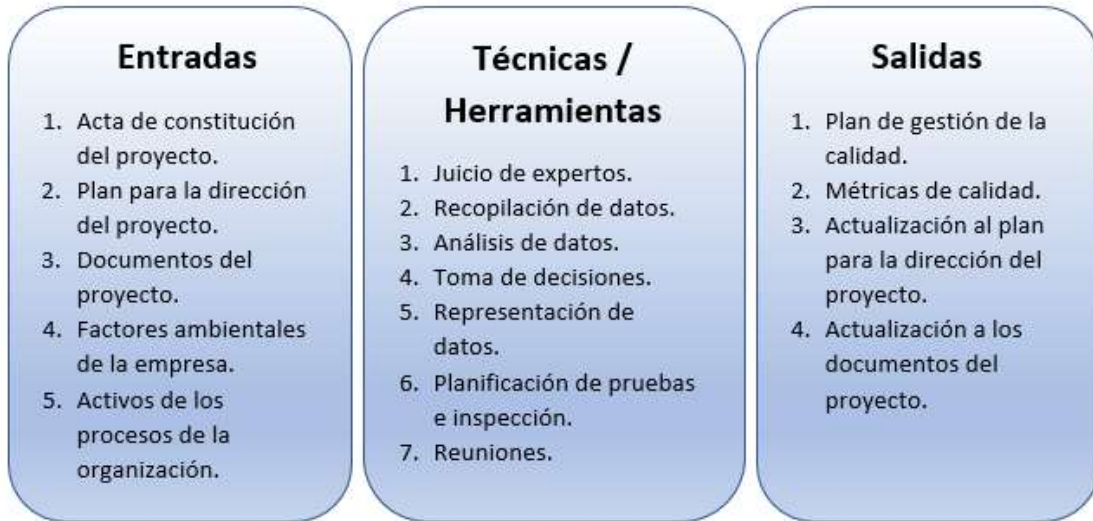 Entradas
1. Acta de constitución
del proyecto.
2. Plan para la dirección
del proyecto.
3. Documentos del
proyecto.
4. Factores ambientales
de la empresa.
5. Activos de los
procesos de la
organización.
Técnicas /
Herramientas
1. Juicio de expertos.
2. Recopilación de datos.
3. Análisis de datos.
4. Toma de decisiones.
5. Representación de
datos.
6. Planificación de pruebas
e inspección.
7. Reuniones.
Salidas
1. Plan de gestión de la
calidad.
2. Métricas de calidad.
3. Actualización al plan
para la dirección del
proyecto.
4. Actualización a los
documentos del
proyecto.